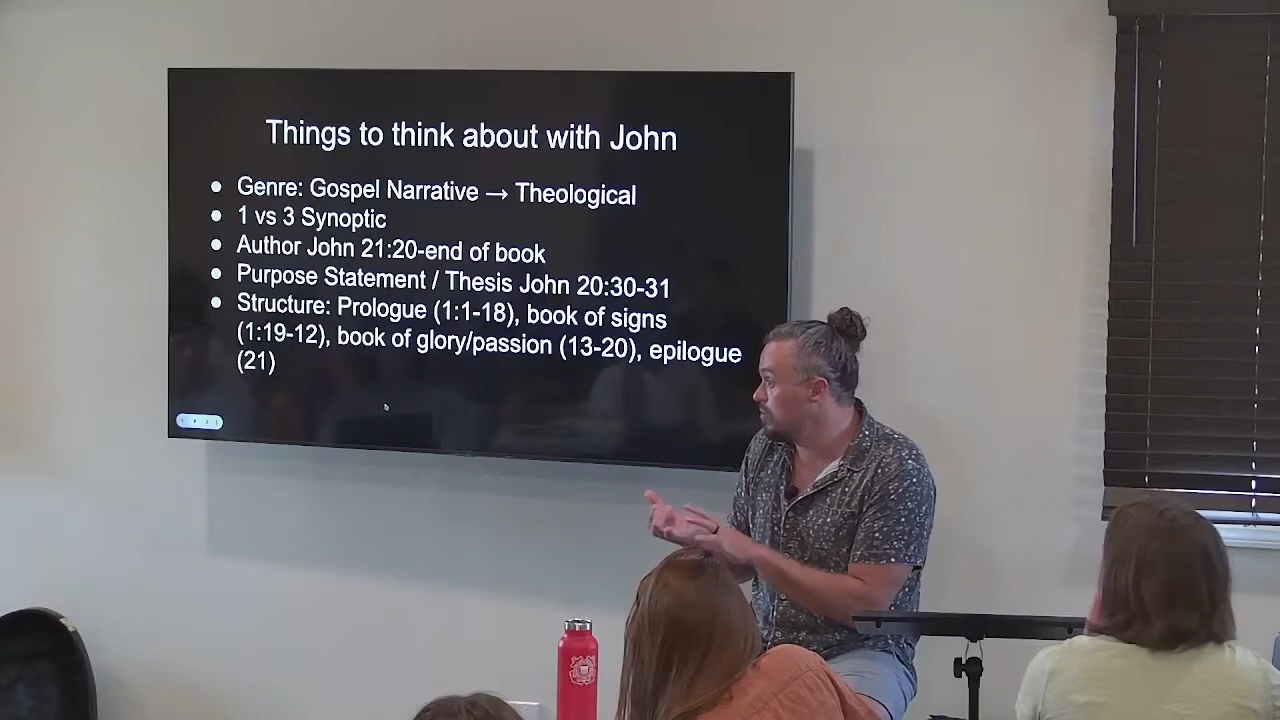 Things to think about with John
● Genre: Gospel Narrative → Theological
● 1 vs 3 Synoptic
● Author John 21:20-end of book
● Purpose Statement / Thesis John 20:30-31
● Structure: Prologue (1:1-18), book of signs
(1:19-12), book of glory/passion (13-20), epilogue
(21)